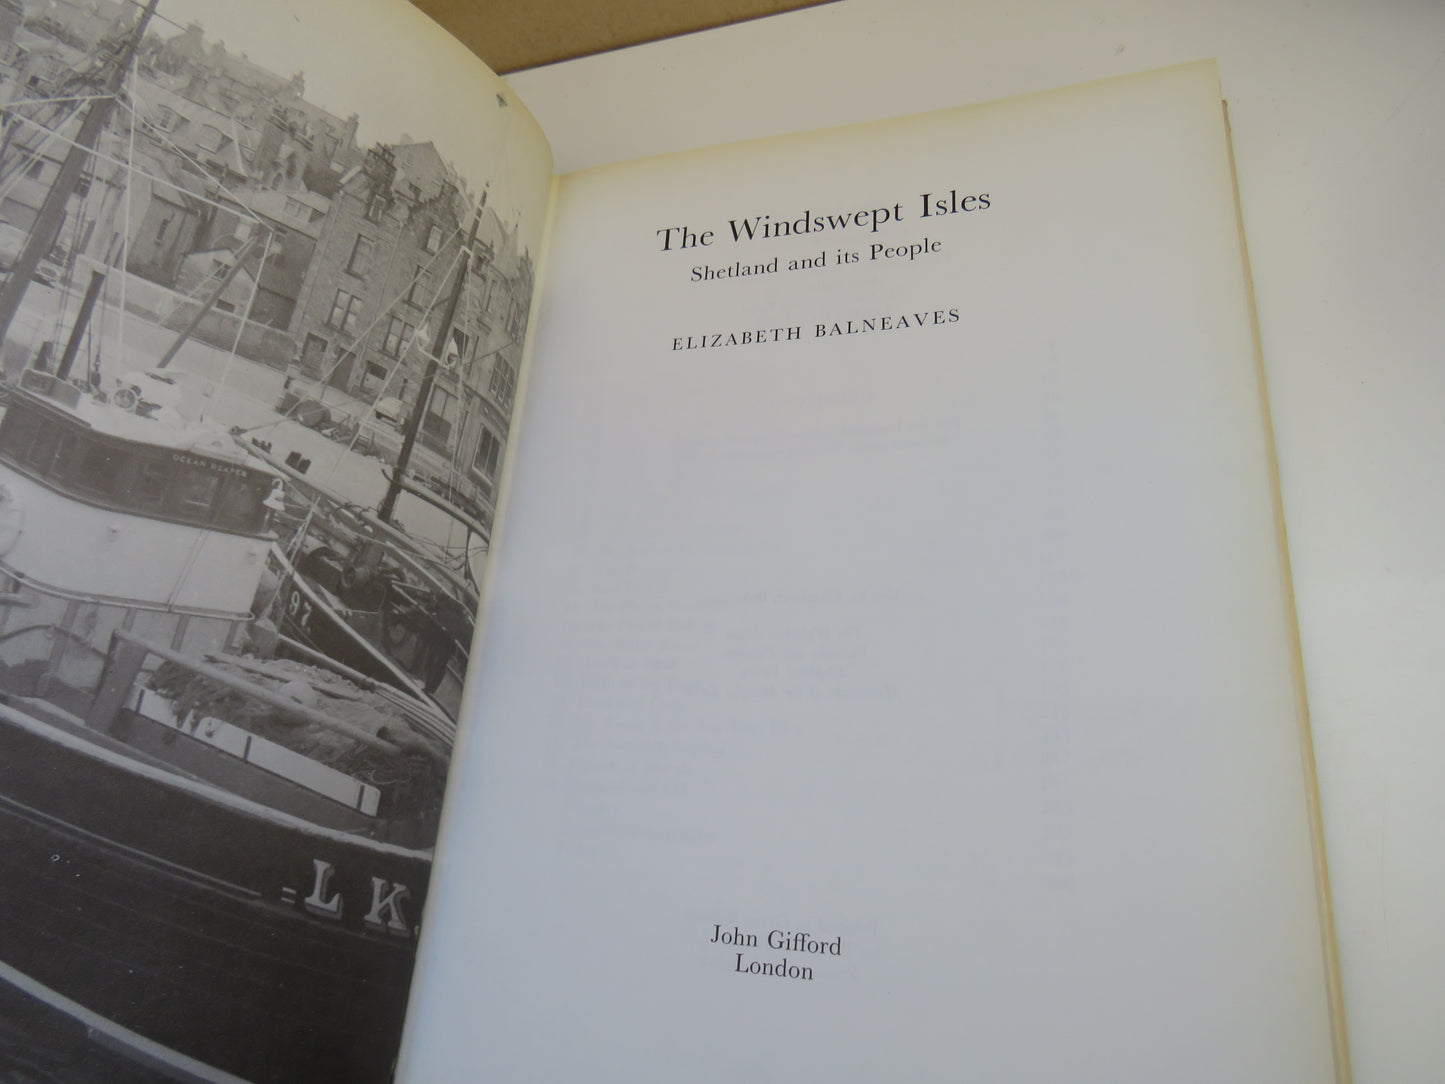 The Windswept Isles
Shetland and its People
ELIZABETH BALNEAVES
John Gifford
London
OCEAN REAPER
97
LK